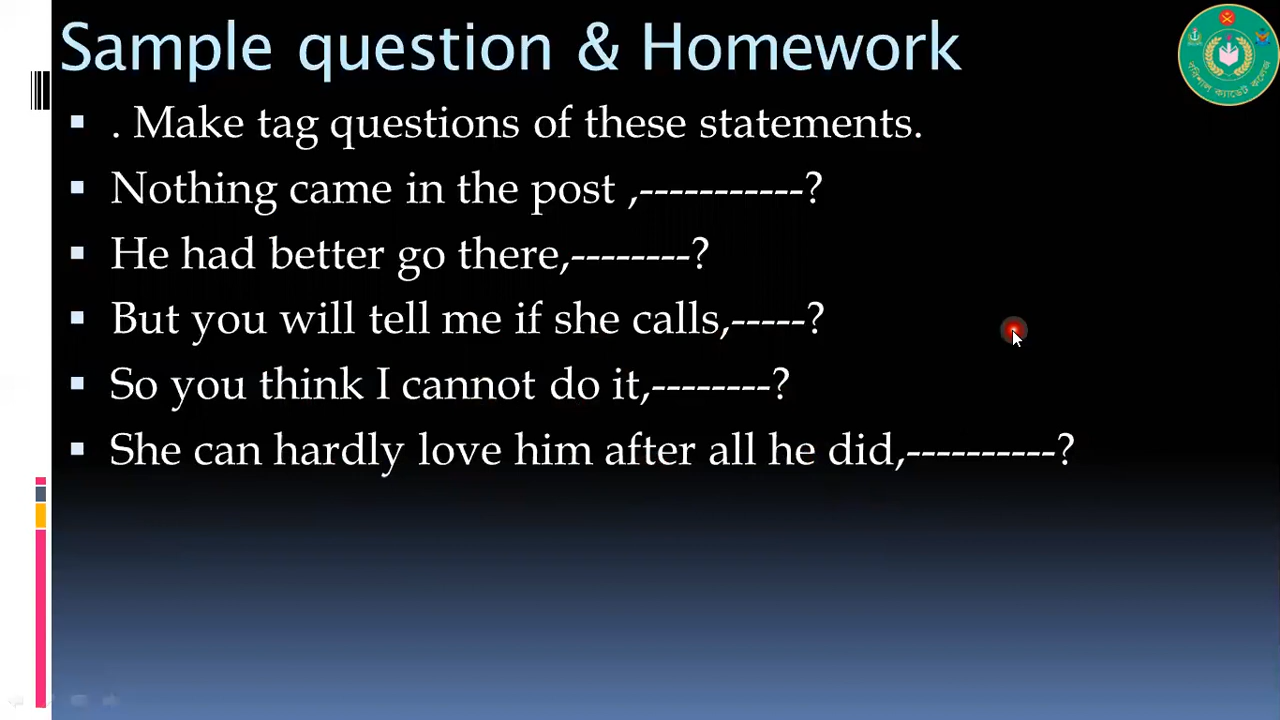 Sample question & Homework
. Make tag questions of these statements.
Nothing came in the post ,-----------?
He had better go there,--------?
But you will tell me if she calls,-----?
So you think I cannot do it,--------?
She can hardly love him after all he did,----------?
বরিশাল ক্যাডেট কলেজ